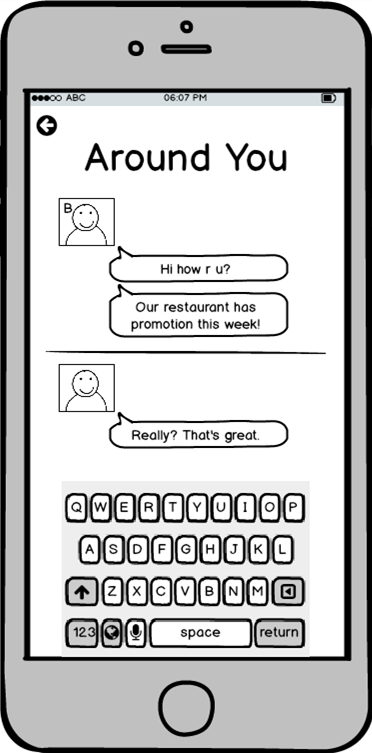 ABC 06:07 PM
Around You
B
Hi how r u?
Our restaurant has
promotion this week!
Really? That's great.
Q W E R T Y U I O P
A S D F G H J K L
Z X C V B N M
123 space return